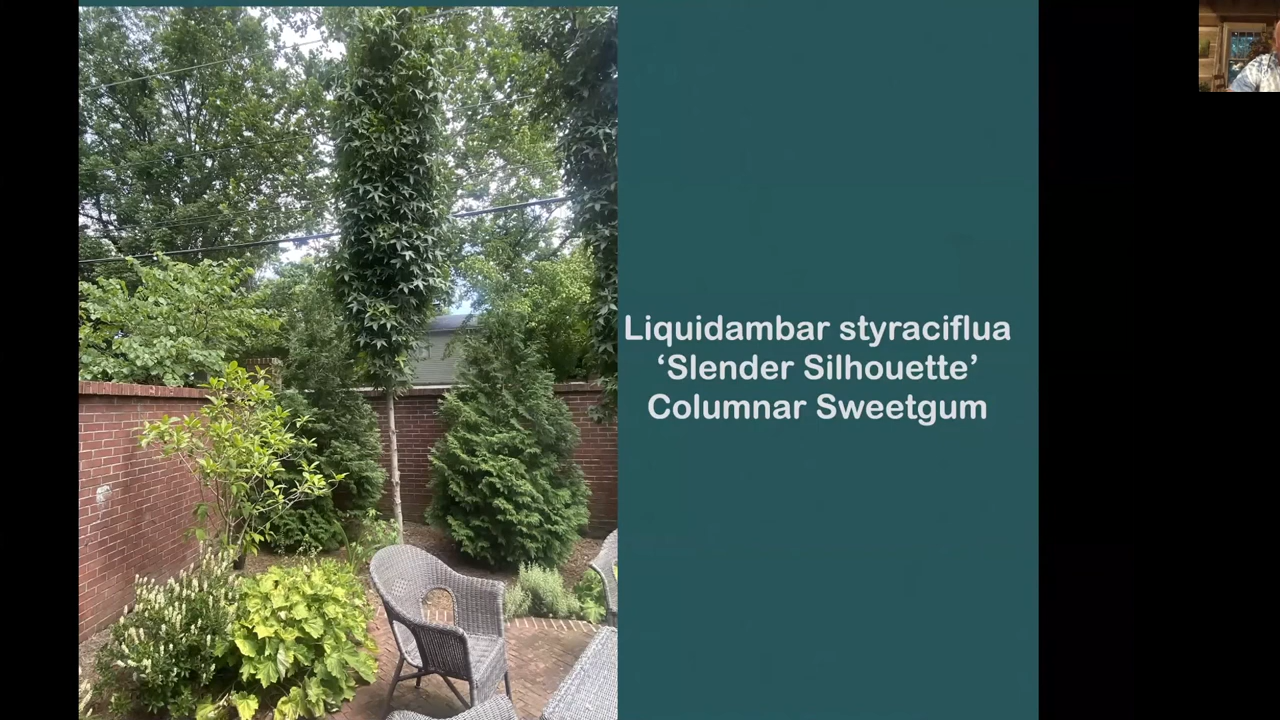 Liquidambar styraciflua
‘Slender Silhouette’
Columnar Sweetgum